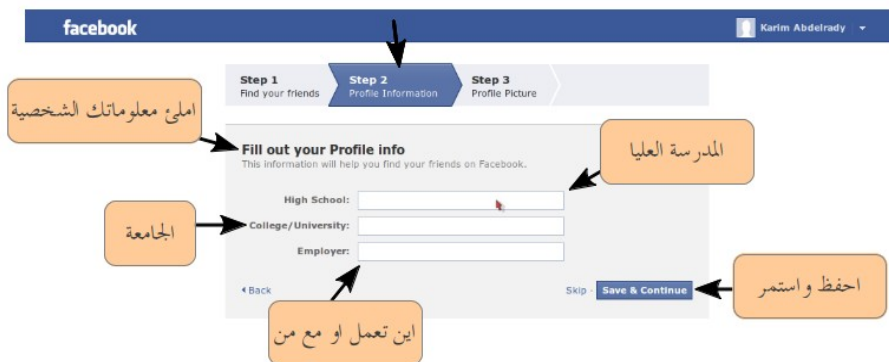 facebook
Karim Abdelrady
Step 1
Find your friends
Step 2
Profile Information
Step 3
Profile Picture
املئ معلوماتك الشخصية
Fill out your Profile info
This information will help you find your friends on Facebook.
المدرسة العليا
High School:
الجامعة
College/University:
Employer:
Back
Skip - Save & Continue
احفظ واستمر
اين تعمل او مع من